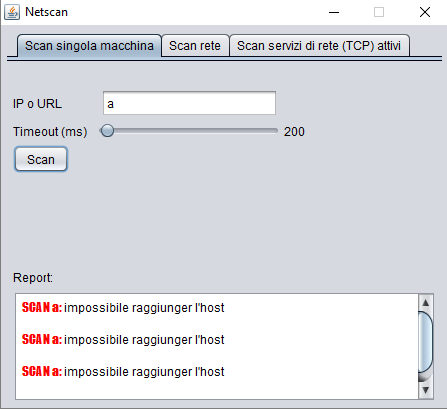 Netscan
Scan singola macchina Scan rete Scan servizi di rete (TCP) attivi
IP o URL a
Timeout (ms) 200
Scan
Report:
SCAN a: impossibile raggiunger l'host
SCAN a: impossibile raggiunger l'host
SCAN a: impossibile raggiunger l'host